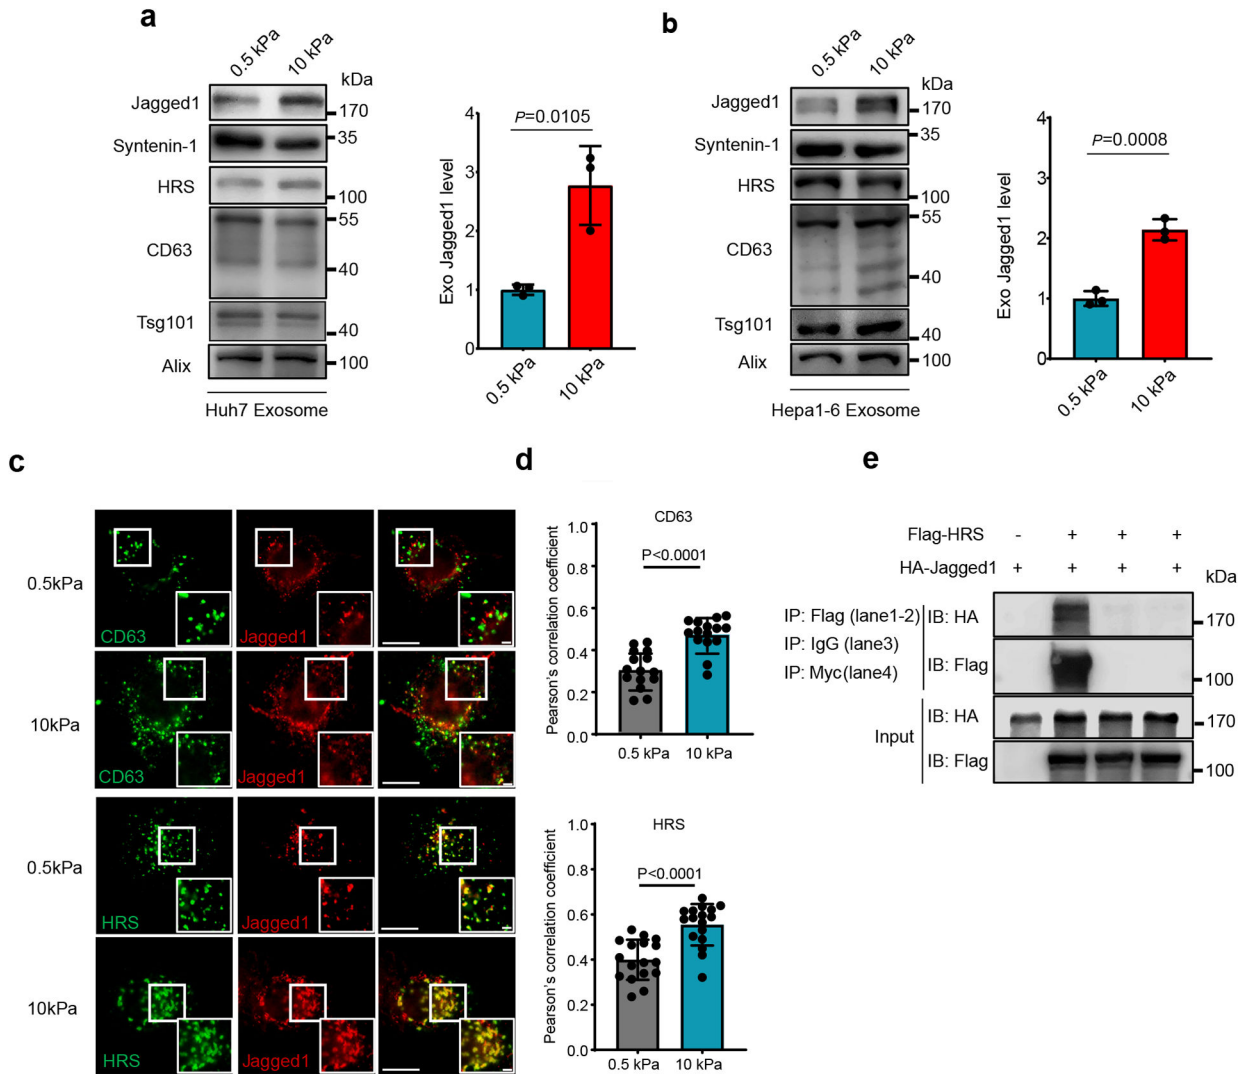 a
0.5 kPa
10 kPa
kDa
Jagged1
170
Syntenin-1
35
HRS
100
CD63
55
40
Tsg101
40
Alix
100
Huh7 Exosome
Exo Jagged1 level
4
3
2
1
0
P=0.0105
0.5 kPa
10 kPa
b
0.5 kPa
10 kPa
kDa
Jagged1
170
Syntenin-1
35
HRS
100
CD63
55
40
Tsg101
40
Alix
100
Hepa1-6 Exosome
Exo Jagged1 level
4
3
2
1
0
P=0.0008
0.5 kPa
10 kPa
c
0.5kPa
CD63
Jagged1
10kPa
CD63
Jagged1
0.5kPa
HRS
Jagged1
10kPa
HRS
Jagged1
d
CD63
Pearson's correlation coefficient
1.0
0.8
0.6
0.4
0.2
0.0
P<0.0001
0.5 kPa
10 kPa
HRS
Pearson's correlation coefficient
1.0
0.8
0.6
0.4
0.2
0.0
P<0.0001
0.5 kPa
10 kPa
e
Flag-HRS - + + +
HA-Jagged1 + + + +
kDa
IP: Flag (lane1-2)
IP: IgG (lane3)
IP: Myc(lane4)
IB: HA
170
IB: Flag
100
Input
IB: HA
170
IB: Flag
100